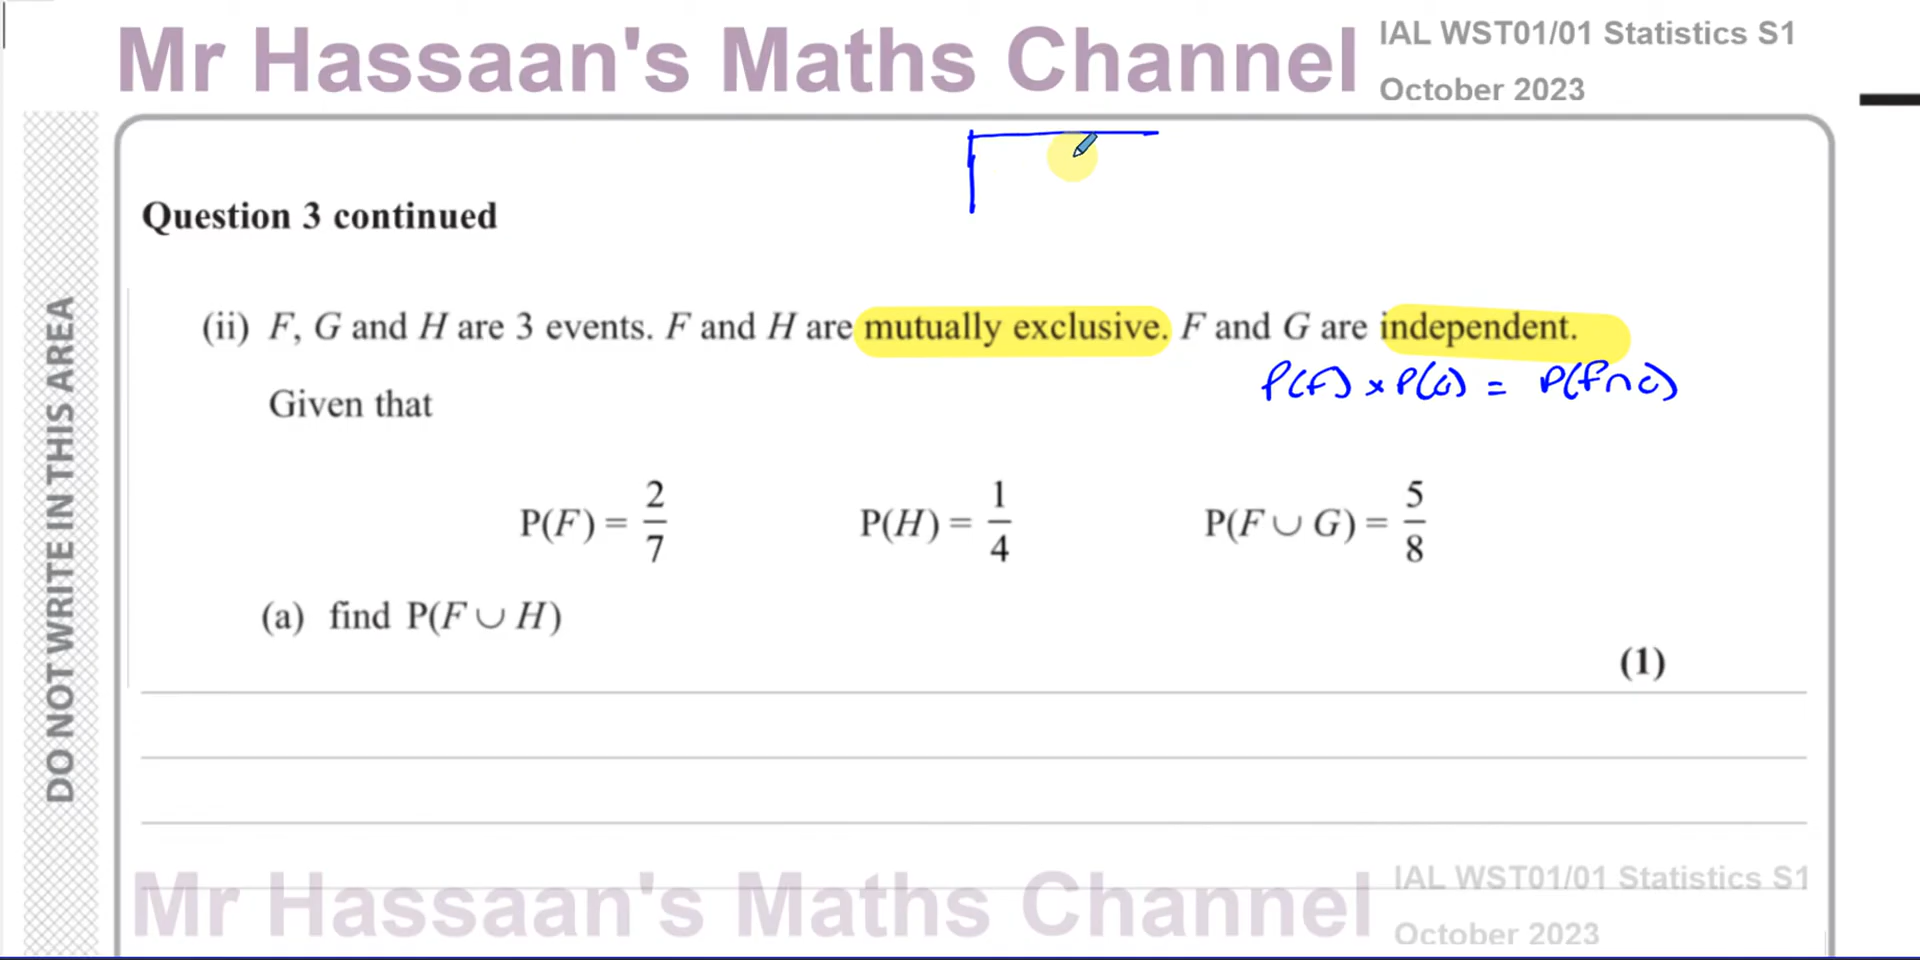 Mr Hassaan's Maths Channel
IAL WST01/01 Statistics S1
October 2023
DO NOT WRITE IN THIS AREA
Question 3 continued
(ii) F, G and H are 3 events. F and H are mutually exclusive. F and G are independent.
P(F) × P(G) = P(F∩G)
Given that
P(F) = 2/7 P(H) = 1/4 P(F ∪ G) = 5/8
(a) find P(F ∪ H)
(1)
Mr Hassaan's Maths Channel
IAL WST01/01 Statistics S1
October 2023